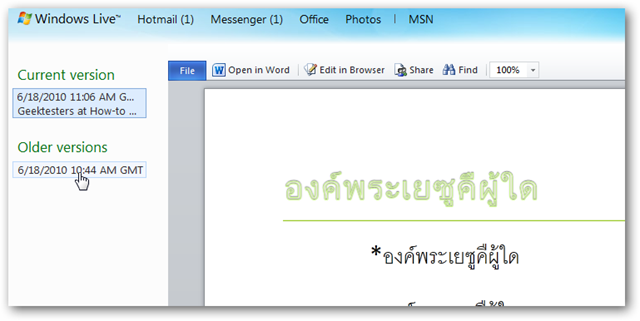 Windows Live™ Hotmail (1) Messenger (1) Office Photos | MSN
Current version
6/18/2010 11:06 AM G...
Geektesters at How-to ...
Older versions
6/18/2010 10:44 AM GMT
File Open in Word Edit in Browser Share Find 100%
องค์พระเยซูคืผู้ใด
*องค์พระเยซูคืผู้ใด